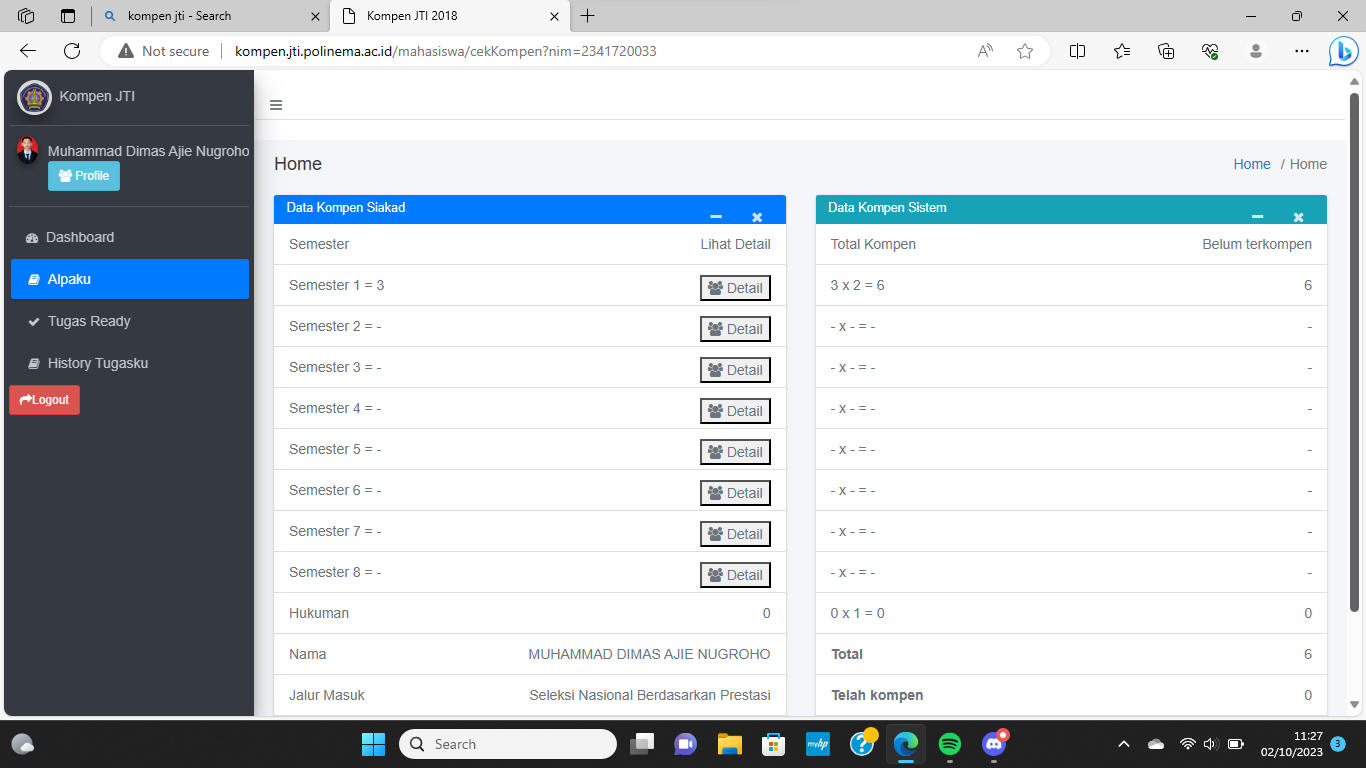 kompen jti - Search
Kompen JTI 2018
Not secure
kompen.jti.polinema.ac.id/mahasiswa/cekKompen?nim=2341720033
Kompen JTI
Muhammad Dimas Ajie Nugroho
Profile
Dashboard
Alpaku
Tugas Ready
History Tugasku
Logout
Home
Home / Home
Data Kompen Siakad
Semester Lihat Detail
Semester 1 = 3 Detail
Semester 2 = - Detail
Semester 3 = - Detail
Semester 4 = - Detail
Semester 5 = - Detail
Semester 6 = - Detail
Semester 7 = - Detail
Semester 8 = - Detail
Hukuman 0
Nama MUHAMMAD DIMAS AJIE NUGROHO
Jalur Masuk Seleksi Nasional Berdasarkan Prestasi
Data Kompen Sistem
Total Kompen Belum terkompen
3 x 2 = 6 6
- x - = - -
- x - = - -
- x - = - -
- x - = - -
- x - = - -
- x - = - -
- x - = - -
0 x 1 = 0 0
Total 6
Telah kompen 0
Search
myhp
11:27
02/10/2023
3